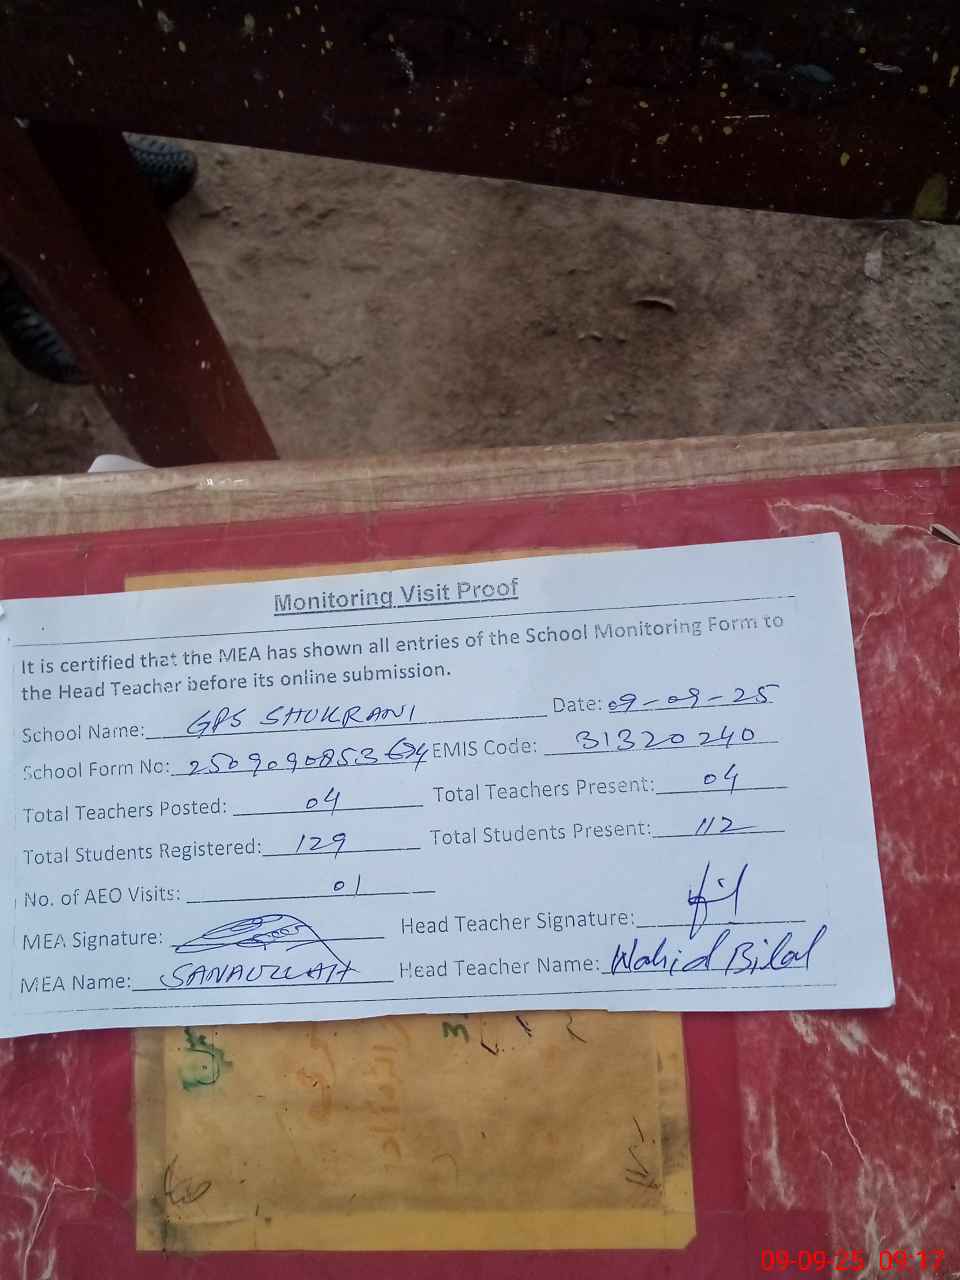 Monitoring Visit Proof
It is certified that the MEA has shown all entries of the School Monitoring Form to
the Head Teacher before its online submission.
School Name: GPS SHUKRANI Date: 09-09-25
School Form No: EMIS Code: 31320240
Total Teachers Posted: 04 Total Teachers Present: 04
Total Students Registered: 129 Total Students Present: 112
No. of AEO Visits: 01
MEA Signature: Head Teacher Signature:
MEA Name: SANAULLAH Head Teacher Name: Wahid Bilal
09-09-25 09:17